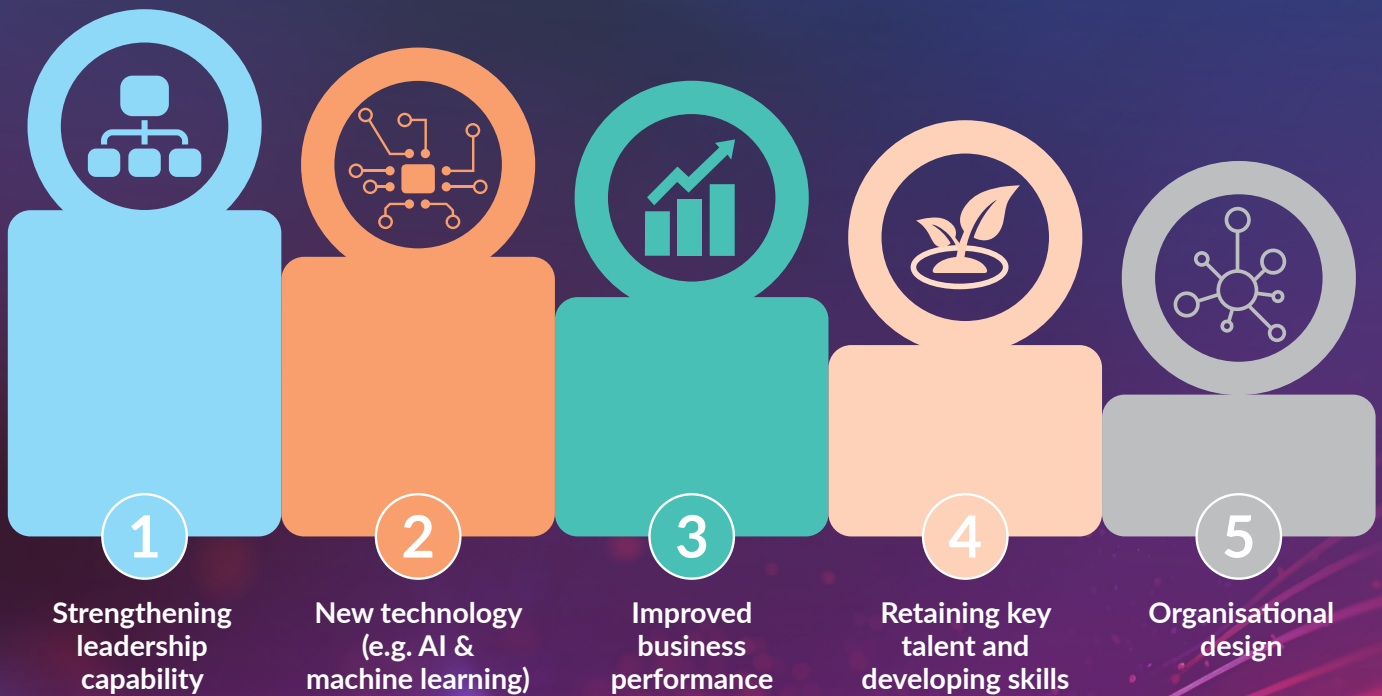 1
Strengthening
leadership
capability
2
New technology
(e.g. AI &
machine learning)
3
Improved
business
performance
4
Retaining key
talent and
developing skills
5
Organisational
design